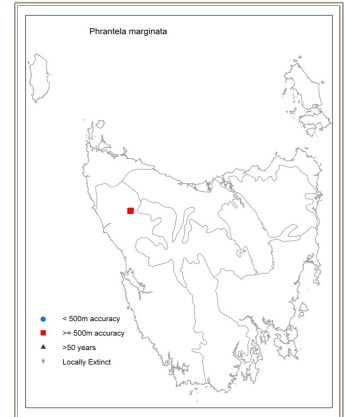 Phrantela marginata
< 500m accuracy
>= 500m accuracy
>50 years
Locally Extinct